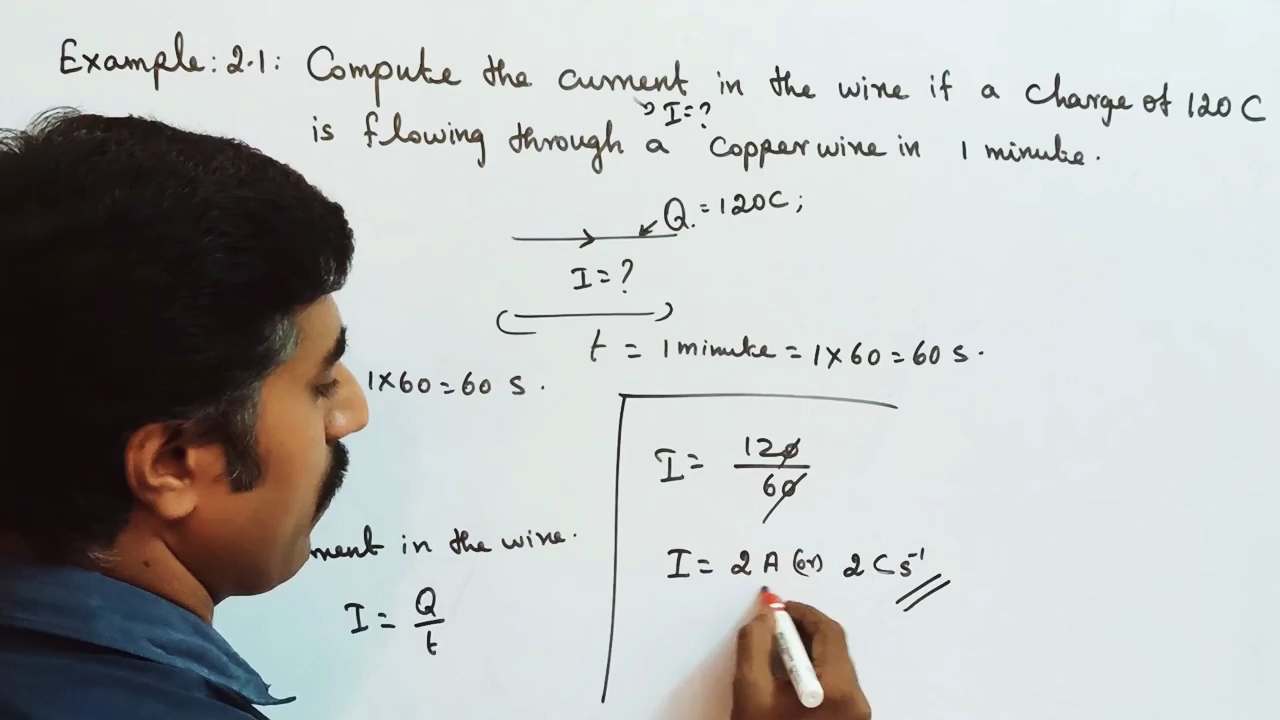 Example: 2.1: Compute the current in the wire if a charge of 120 C
I=?
is flowing through a copper wire in 1 minute.
Q = 120C;
I = ?
t = 1 minute = 1 × 60 = 60 s.
1×60 = 60 s.
I = 120/60
in the wire.
I = 2 A (or) 2 C s⁻¹
I = Q/t